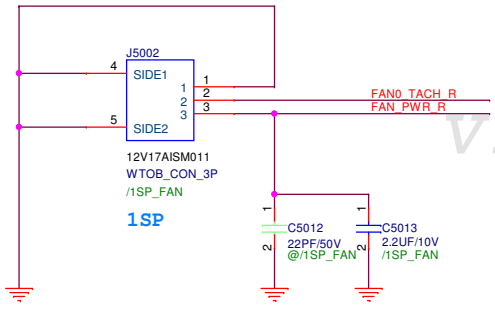 J5002
4 SIDE1 1 1
2 2 FAN0_TACH_R
3 3 FAN_PWR_R
5 SIDE2
12V17AISM011
WTOB_CON_3P
/1SP_FAN
1SP
1 1
C5012 C5013
22PF/50V 2.2UF/10V
@/1SP_FAN /1SP_FAN
2 2